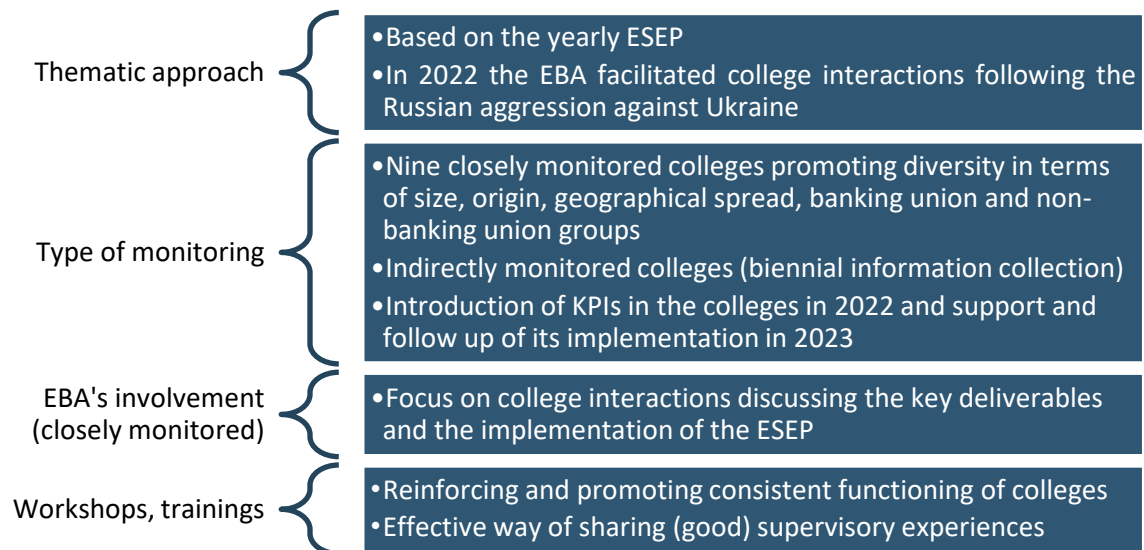 Thematic approach
•Based on the yearly ESEP
•In 2022 the EBA facilitated college interactions following the
Russian aggression against Ukraine
Type of monitoring
•Nine closely monitored colleges promoting diversity in terms
of size, origin, geographical spread, banking union and non-
banking union groups
•Indirectly monitored colleges (biennial information collection)
•Introduction of KPIs in the colleges in 2022 and support and
follow up of its implementation in 2023
EBA's involvement
(closely monitored)
•Focus on college interactions discussing the key deliverables
and the implementation of the ESEP
Workshops, trainings
•Reinforcing and promoting consistent functioning of colleges
•Effective way of sharing (good) supervisory experiences